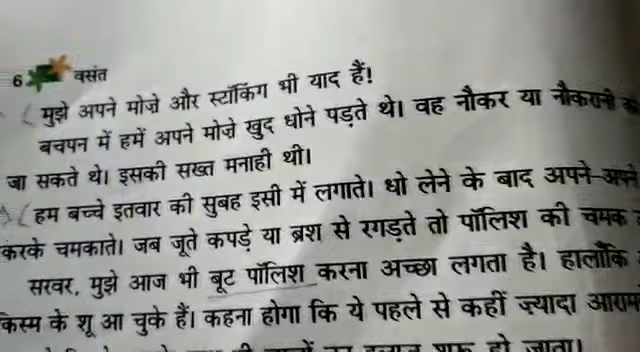 6 वसंत
मुझे अपने मोज़े और स्टॉकिंग भी याद हैं!
बचपन में हमें अपने मोज़े खुद धोने पड़ते थे। वह नौकर या नौकरानी
जा सकते थे। इसकी सख्त मनाही थी।
हम बच्चे इतवार की सुबह इसी में लगाते। धो लेने के बाद अपने-अपने
करके चमकाते। जब जूते कपड़े या ब्रश से रगड़ते तो पॉलिश की चमक
सरवर, मुझे आज भी बूट पॉलिश करना अच्छा लगता है। हालाँकि
किस्म के शू आ चुके हैं। कहना होगा कि ये पहले से कहीं ज़्यादा
हो जाता।